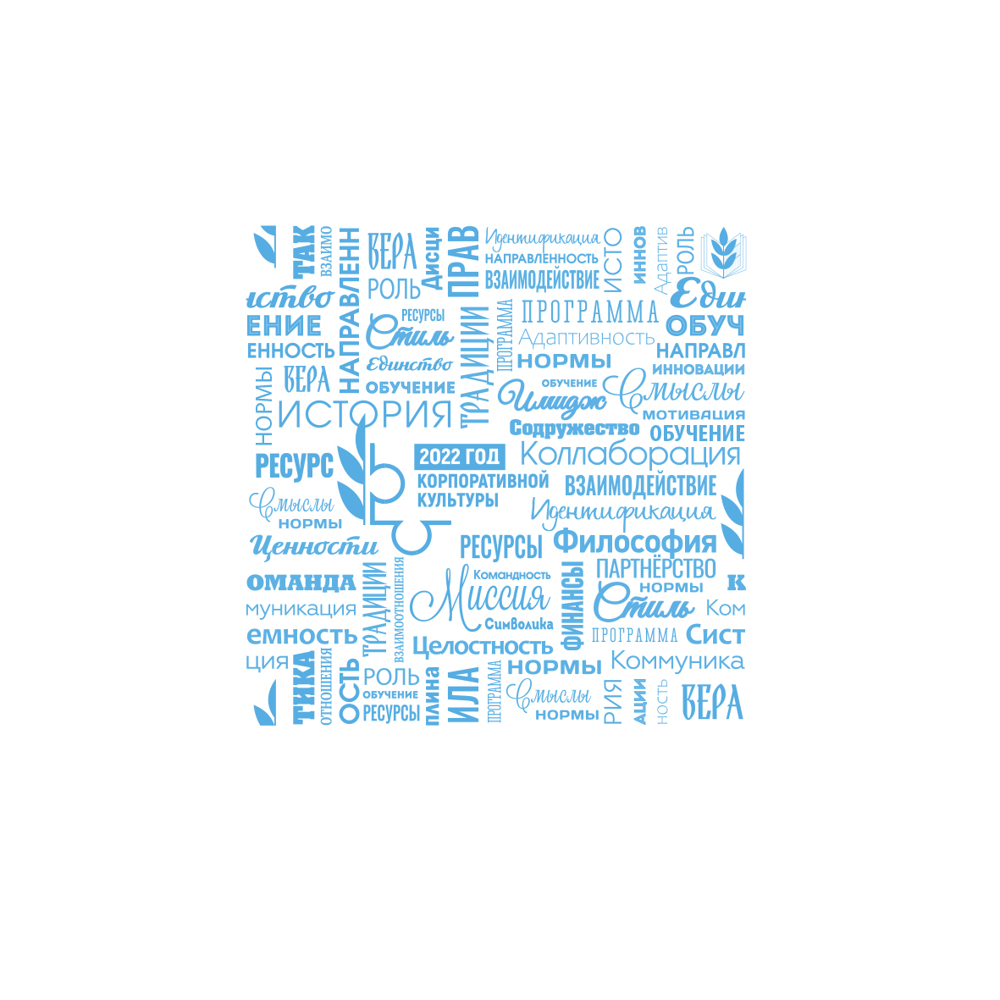 ТАК
ВЗАИМО
НАПРАВЛЕНН
ВЕРА
РОЛЬ
Дисци
ПРАВ
Идентификация
НАПРАВЛЕННОСТЬ
ВЗАИМОДЕЙСТВИЕ
ИСТО
ИННОВ
Адаптив
РОЛЬ
нство
ЕНИЕ
ЕННОСТЬ
РЕСУРСЫ
Стиль
Единство
ОБУЧЕНИЕ
ТРАДИЦИИ
ПРОГРАММА
ПРОГРАММА
Адаптивность
НОРМЫ
Един
ОБУЧ
НАПРАВЛ
ИННОВАЦИИ
НОРМЫ
ВЕРА
ИСТОРИЯ
ОБУЧЕНИЕ
Имидж
Смыслы
МОТИВАЦИЯ
Содружество
ОБУЧЕНИЕ
РЕСУРС
2022 ГОД
КОРПОРАТИВНОЙ
КУЛЬТУРЫ
Коллаборация
ВЗАИМОДЕЙСТВИЕ
Идентификация
Смыслы
НОРМЫ
Ценности
РЕСУРСЫ
Философия
ПАРТНЁРСТВО
ОМАНДА
муникация
емность
ция
ТРАДИЦИИ
ВЗАИМООТНОШЕНИЯ
Командность
Миссия
Символика
Целостность
ФИНАНСЫ
НОРМЫ
Стиль
ПРОГРАММА
К
Ком
Сист
Коммуника
ТИКА
ОТНОШЕНИЯ
ОСТЬ
РОЛЬ
ОБУЧЕНИЕ
РЕСУРСЫ
плина
ИЛА
ПРОГРАММА
НОРМЫ
Смыслы
НОРМЫ
РИЯ
АЦИИ
НОСТЬ
ВЕРА